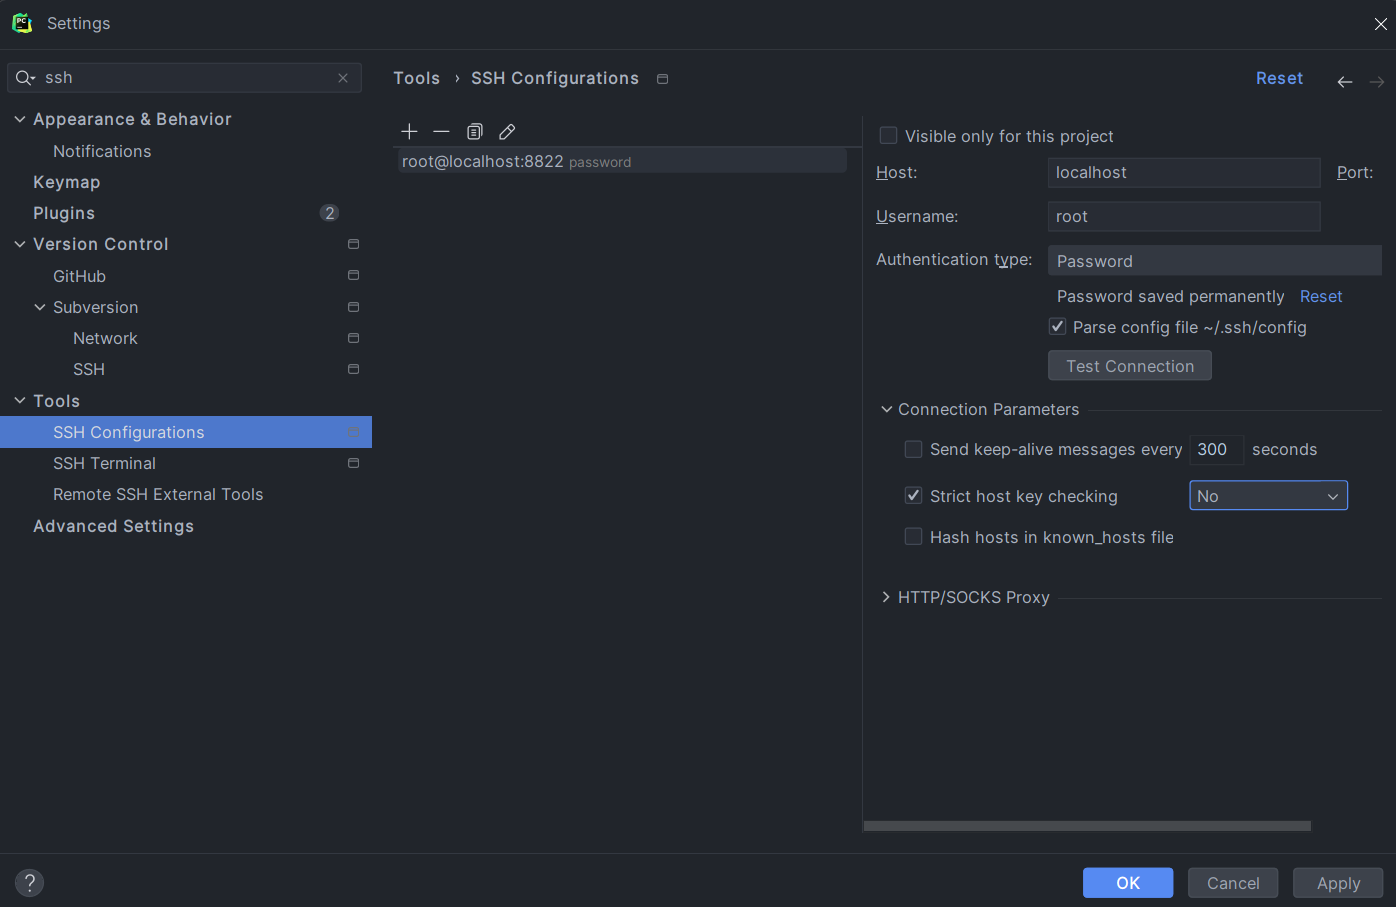 Settings
ssh
Appearance & Behavior
Notifications
Keymap
Plugins 2
Version Control
GitHub
Subversion
Network
SSH
Tools
SSH Configurations
SSH Terminal
Remote SSH External Tools
Advanced Settings
Tools › SSH Configurations
Reset
root@localhost:8822 password
Visible only for this project
Host: localhost Port:
Username: root
Authentication type: Password
Password saved permanently Reset
Parse config file ~/.ssh/config
Test Connection
Connection Parameters
Send keep-alive messages every 300 seconds
Strict host key checking No
Hash hosts in known_hosts file
HTTP/SOCKS Proxy
?
OK Cancel Apply